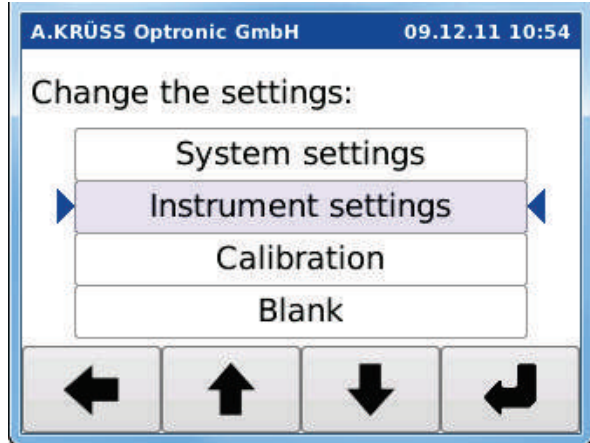 A.KRÜSS Optronic GmbH 09.12.11 10:54
Change the settings:
System settings
Instrument settings
Calibration
Blank